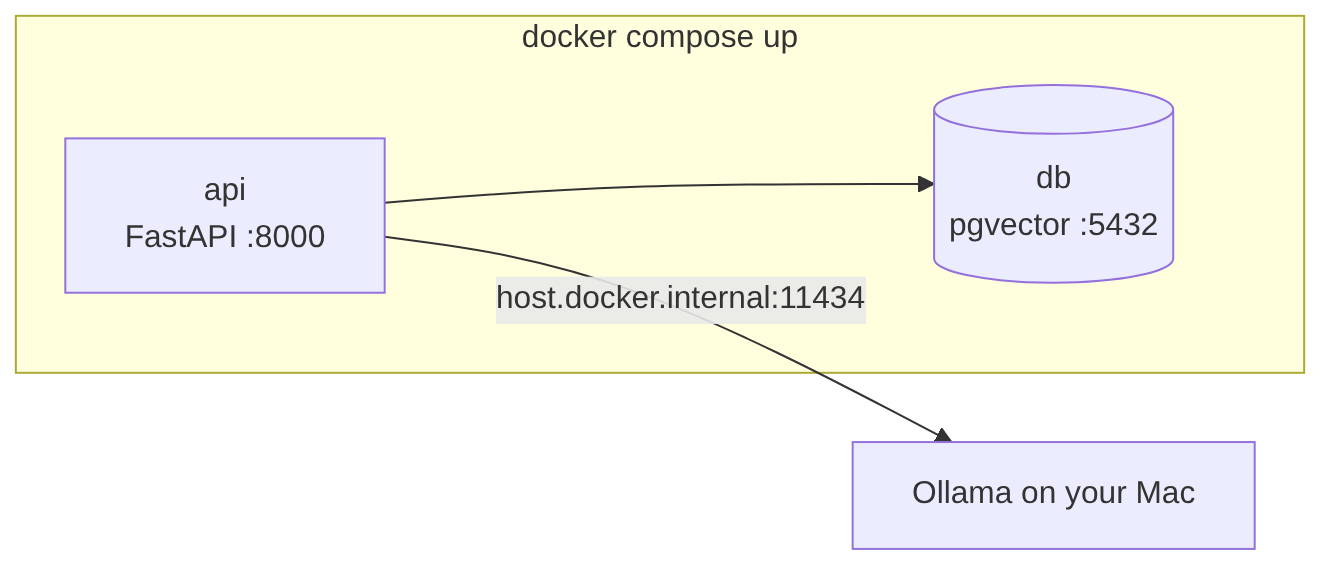 docker compose up
api
FastAPI :8000
db
pgvector :5432
host.docker.internal:11434
Ollama on your Mac